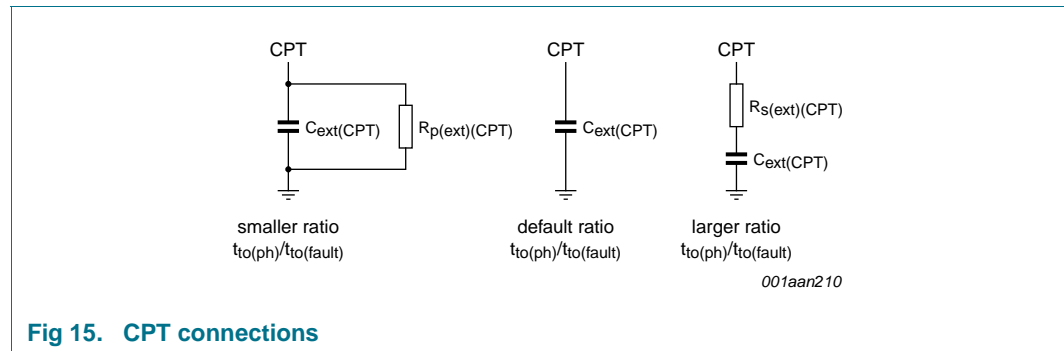 CPT
CPT
CPT
Cext(CPT)
Rp(ext)(CPT)
Cext(CPT)
Rs(ext)(CPT)
Cext(CPT)
smaller ratio
tto(ph)/tto(fault)
default ratio
tto(ph)/tto(fault)
larger ratio
tto(ph)/tto(fault)
001aan210
Fig 15. CPT connections